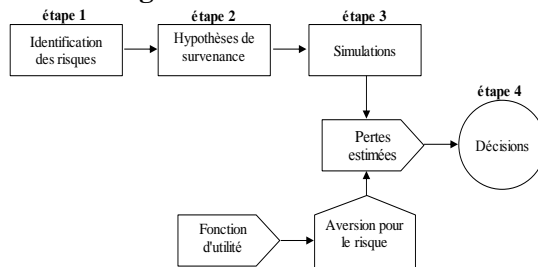 étape 1
étape 2
étape 3
Identification
des risques
Hypothèses de
survenance
Simulations
étape 4
Pertes
estimées
Décisions
Fonction
d'utilité
Aversion pour
le risque